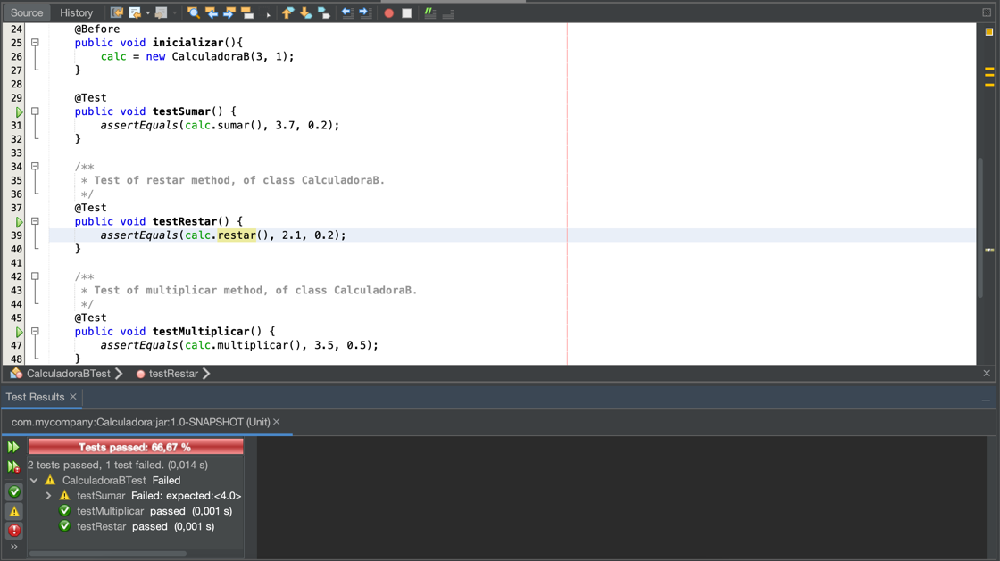 Source History
24 @Before
25 public void inicializar(){
26 calc = new CalculadoraB(3, 1);
27 }
28
29 @Test
public void testSumar() {
31 assertEquals(calc.sumar(), 3.7, 0.2);
32 }
33
34 /**
35 * Test of restar method, of class CalculadoraB.
36 */
37 @Test
public void testRestar() {
39 assertEquals(calc.restar(), 2.1, 0.2);
40 }
41
42 /**
43 * Test of multiplicar method, of class CalculadoraB.
44 */
45 @Test
public void testMultiplicar() {
47 assertEquals(calc.multiplicar(), 3.5, 0.5);
48 }
CalculadoraBTest testRestar
Test Results
com.mycompany:Calculadora:jar:1.0-SNAPSHOT (Unit)
Tests passed: 66,67 %
2 tests passed, 1 test failed. (0,014 s)
CalculadoraBTest Failed
testSumar Failed: expected:<4.0>
testMultiplicar passed (0,001 s)
testRestar passed (0,001 s)